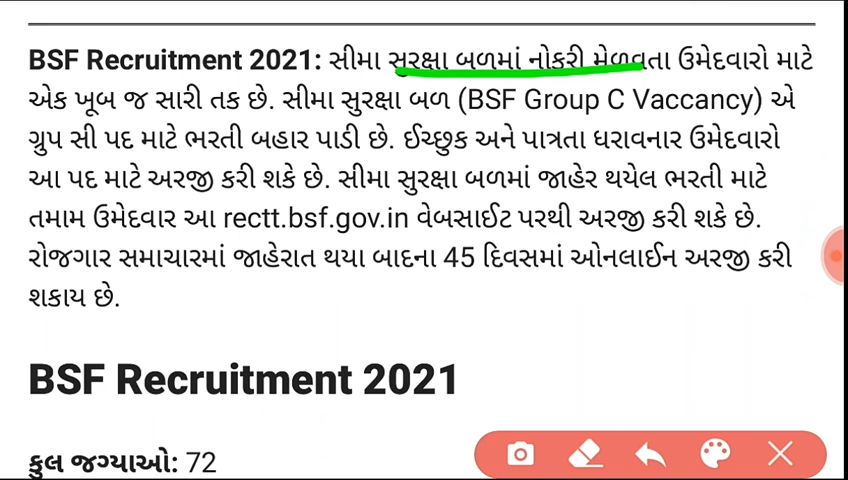 BSF Recruitment 2021: સીમા સુરક્ષા બળમાં નોકરી મેળવતા ઉમેદવારો માટે
એક ખૂબ જ સારી તક છે. સીમા સુરક્ષા બળ (BSF Group C Vaccancy) એ
ગ્રુપ સી પદ માટે ભરતી બહાર પાડી છે. ઈચ્છુક અને પાત્રતા ધરાવનાર ઉમેદવારો
આ પદ માટે અરજી કરી શકે છે. સીમા સુરક્ષા બળમાં જાહેર થયેલ ભરતી માટે
તમામ ઉમેદવાર આ rectt.bsf.gov.in વેબસાઈટ પરથી અરજી કરી શકે છે.
રોજગાર સમાચારમાં જાહેરાત થયા બાદના 45 દિવસમાં ઓનલાઈન અરજી કરી
શકાય છે.
BSF Recruitment 2021
કુલ જગ્યાઓ: 72